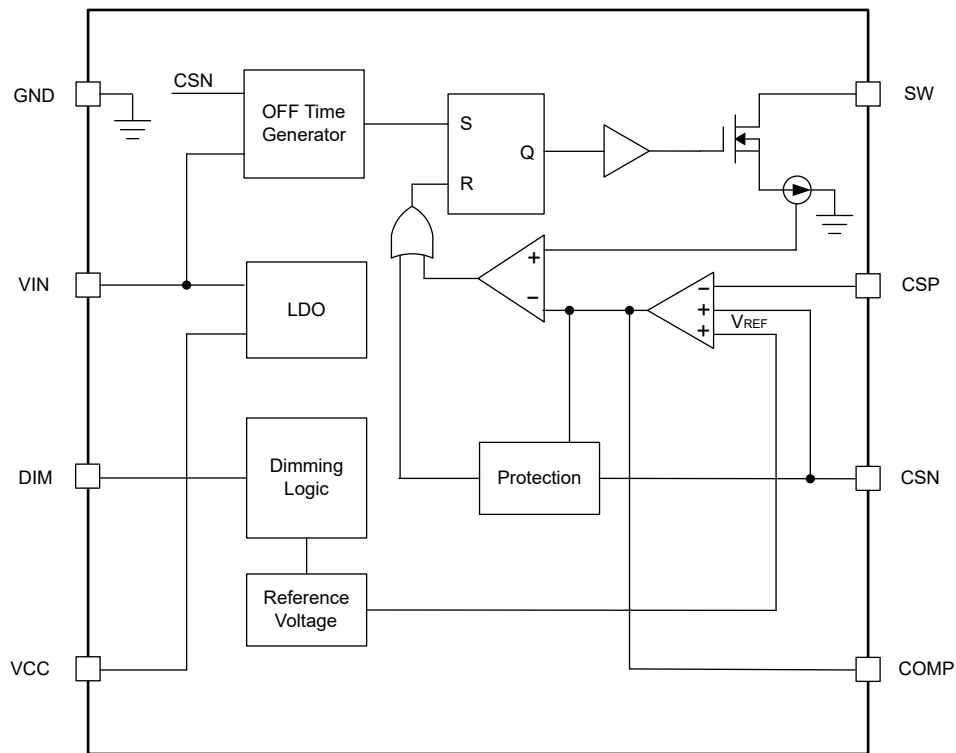 GND
CSN
OFF Time
Generator
S
Q
R
SW
VIN
LDO
+
−
−
+
+
VREF
CSP
DIM
Dimming
Logic
Protection
CSN
Reference
Voltage
VCC
COMP